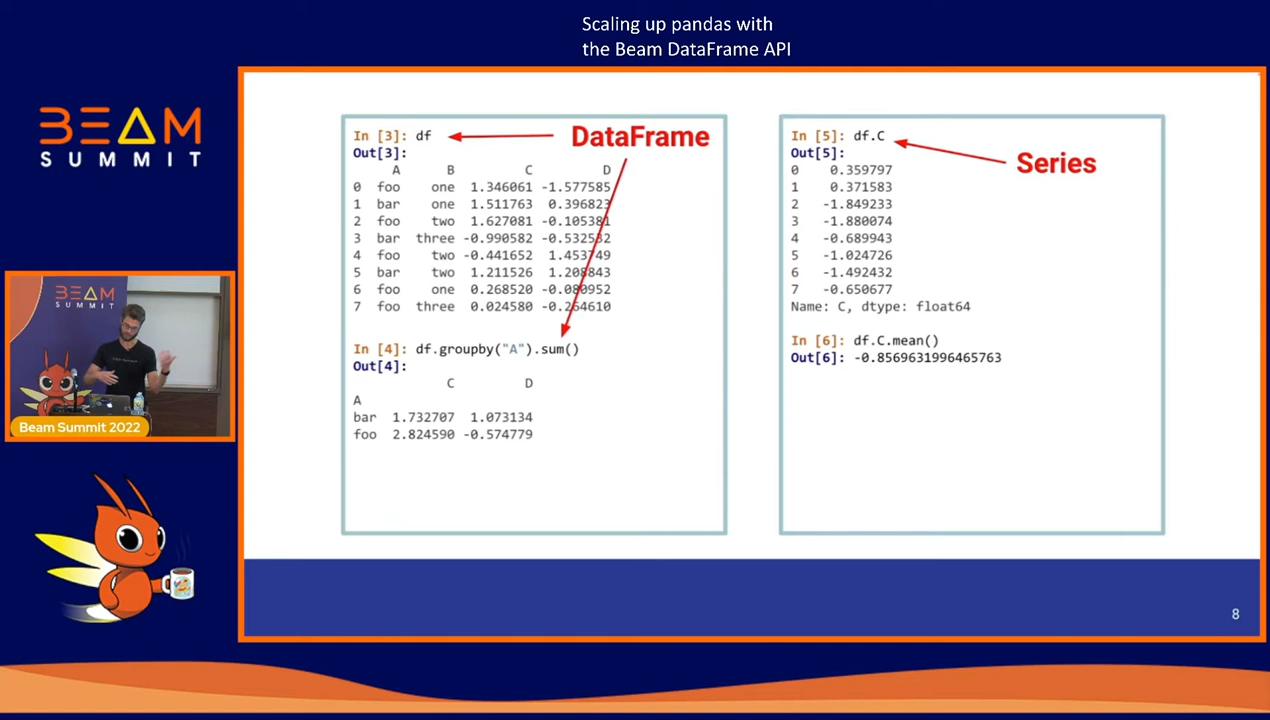 Scaling up pandas with
the Beam DataFrame API
BEAM
SUMMIT
In [3]: df
DataFrame
Out[3]:
A B C D
0 foo one 1.346061 -1.577585
1 bar one 1.511763 0.396823
2 foo two 1.627081 -0.105381
3 bar three -0.990582 -0.532532
4 foo two -0.441652 1.453749
5 bar two 1.211526 1.208843
6 foo one 0.268520 -0.080952
7 foo three 0.024580 -0.264610
In [4]: df.groupby("A").sum()
Out[4]:
C D
A
bar 1.732707 1.073134
foo 2.824590 -0.574779
In [5]: df.C
Series
Out[5]:
0 0.359797
1 0.371583
2 -1.849233
3 -1.880074
4 -0.689943
5 -1.024726
6 -1.492432
7 -0.650677
Name: C, dtype: float64
In [6]: df.C.mean()
Out[6]: -0.8569631996465763
BEAM
SUMMIT
Beam Summit 2022
8